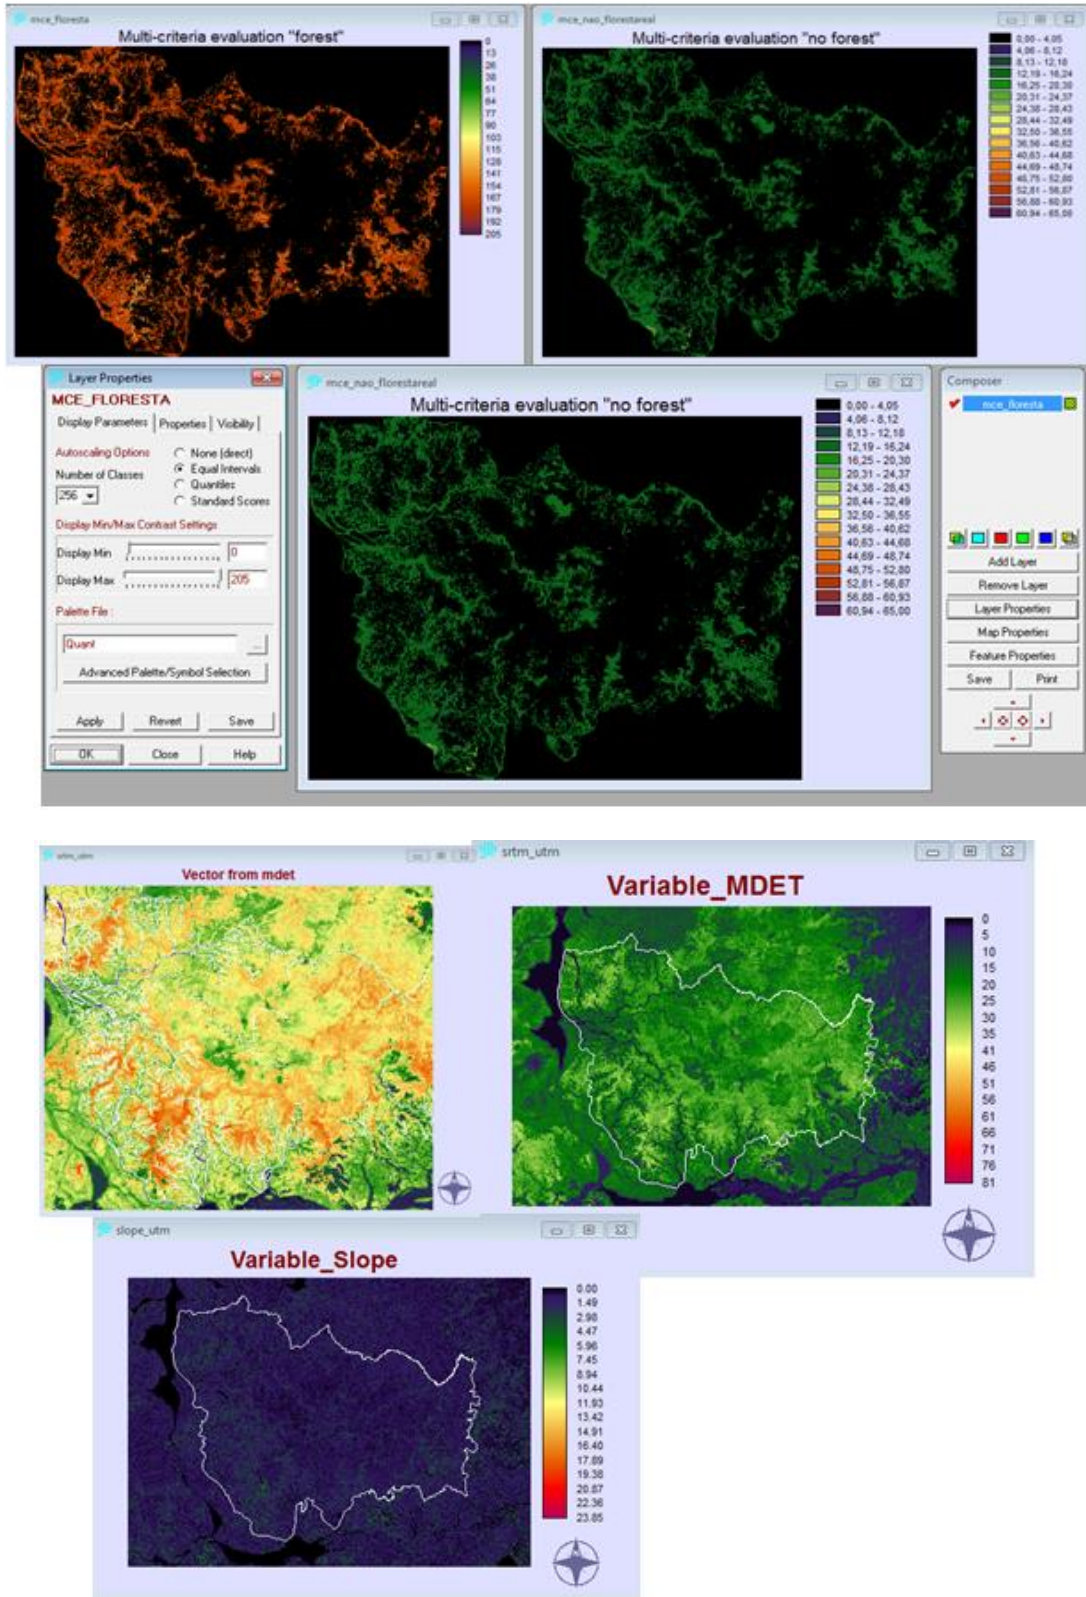 mce_floresta
Multi-criteria evaluation "forest"
0
13
26
38
51
64
77
90
103
115
128
141
154
167
179
192
205
mce_nao_florestareal
Multi-criteria evaluation "no forest"
0,00 - 4,05
4,06 - 8,12
8,13 - 12,18
12,19 - 16,24
16,25 - 20,30
20,31 - 24,37
24,38 - 28,43
28,44 - 32,49
32,50 - 36,55
36,56 - 40,62
40,63 - 44,68
44,69 - 48,74
48,75 - 52,80
52,81 - 56,87
56,88 - 60,93
60,94 - 65,00
Layer Properties
MCE_FLORESTA
Display Parameters
Properties
Visibility
Autoscaling Options
None (direct)
Equal Intervals
Quantiles
Standard Scores
Number of Classes
256
Display Min/Max Contrast Settings
Display Min
0
Display Max
205
Palette File :
Quant
...
Advanced Palette/Symbol Selection
Apply
Revert
Save
OK
Close
Help
mce_nao_florestareal
Multi-criteria evaluation "no forest"
0,00 - 4,05
4,06 - 8,12
8,13 - 12,18
12,19 - 16,24
16,25 - 20,30
20,31 - 24,37
24,38 - 28,43
28,44 - 32,49
32,50 - 36,55
36,56 - 40,62
40,63 - 44,68
44,69 - 48,74
48,75 - 52,80
52,81 - 56,87
56,88 - 60,93
60,94 - 65,00
Composer
mce_floresta
Add Layer
Remove Layer
Layer Properties
Map Properties
Feature Properties
Save
Print
srtm_utm
Vector from mdet
srtm_utm
Variable_MDET
0
5
10
15
20
25
30
35
41
46
51
56
61
66
71
76
81
N
slope_utm
Variable_Slope
0.00
1.49
2.98
4.47
5.96
7.45
8.94
10.44
11.93
13.42
14.91
16.40
17.89
19.38
20.87
22.36
23.85
N